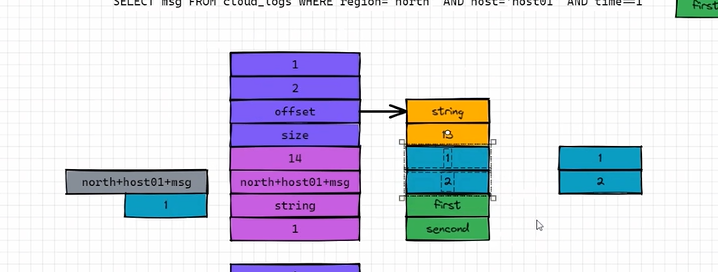 SELECT msg FROM cloud_logs WHERE region='north' AND host='host01' AND time==1
first
1
2
offset
size
14
north+host01+msg
string
1
north+host01+msg
1
string
1
2
first
sencond
1
2